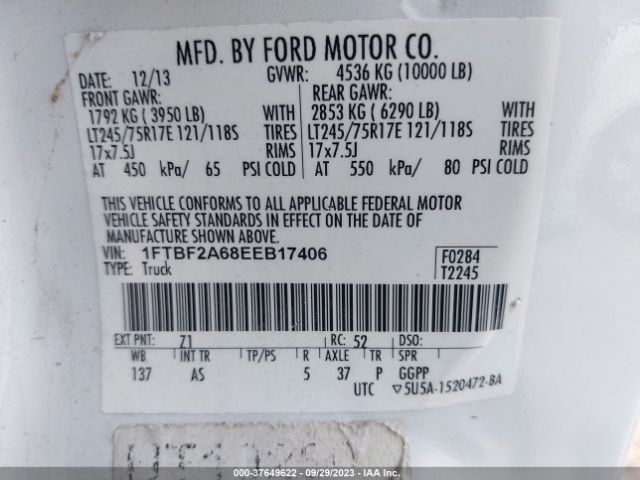 MFD. BY FORD MOTOR CO.
DATE: 12/13 GVWR: 4536 KG (10000 LB)
FRONT GAWR: REAR GAWR:
1792 KG ( 3950 LB) WITH 2853 KG ( 6290 LB) WITH
LT245/75R17E 121/118S TIRES LT245/75R17E 121/118S TIRES
17x7.5J RIMS 17x7.5J RIMS
AT 450 kPa/ 65 PSI COLD AT 550 kPa/ 80 PSI COLD
THIS VEHICLE CONFORMS TO ALL APPLICABLE FEDERAL MOTOR
VEHICLE SAFETY STANDARDS IN EFFECT ON THE DATE OF
MANUFACTURE SHOWN ABOVE.
VIN: 1FTBF2A68EEB17406 F0284
TYPE: Truck T2245
EXT PNT: Z1 RC: 52 DSO:
WB INT TR TP/PS R AXLE TR SPR
137 AS 5 37 P GGPP
UTC ▽5U5A-1520472-BA
000-37649622 - 09/29/2023 - IAA Inc.